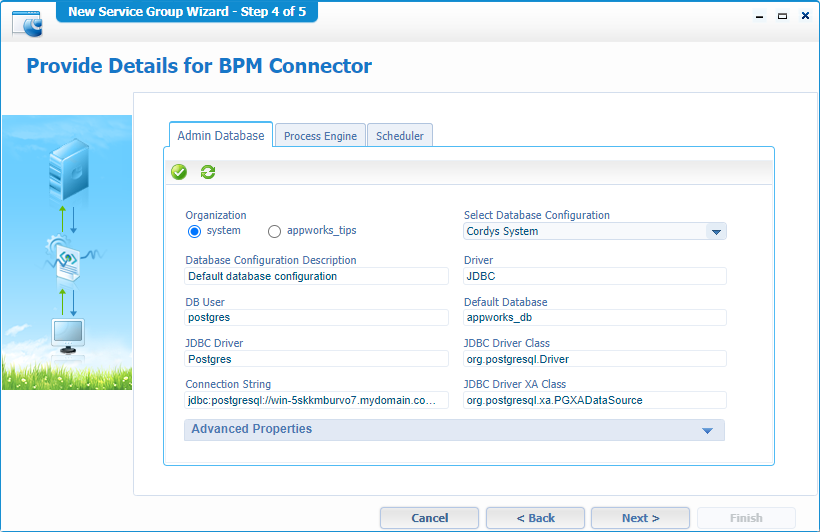 New Service Group Wizard - Step 4 of 5
Provide Details for BPM Connector
Admin Database Process Engine Scheduler
Organization Select Database Configuration
system appworks_tips Cordys System
Database Configuration Description Driver
Default database configuration JDBC
DB User Default Database
postgres appworks_db
JDBC Driver JDBC Driver Class
Postgres org.postgresql.Driver
Connection String JDBC Driver XA Class
jdbc:postgresql://win-5skkmburvo7.mydomain.co... org.postgresql.xa.PGXADataSource
Advanced Properties
Cancel < Back Next > Finish